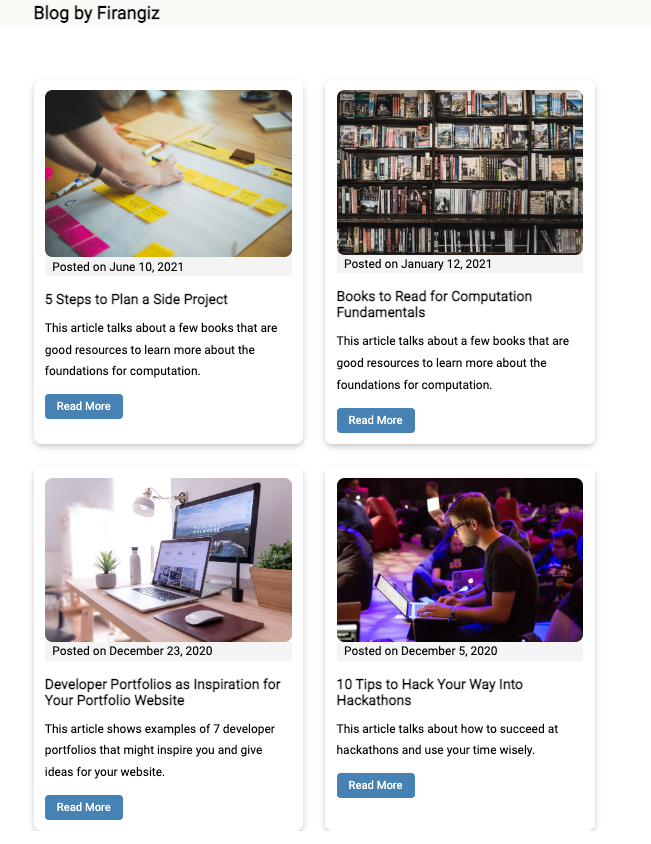 Blog by Firangiz
Posted on June 10, 2021
5 Steps to Plan a Side Project
This article talks about a few books that are
good resources to learn more about the
foundations for computation.
Read More
Posted on January 12, 2021
Books to Read for Computation
Fundamentals
This article talks about a few books that are
good resources to learn more about the
foundations for computation.
Read More
Posted on December 23, 2020
Developer Portfolios as Inspiration for
Your Portfolio Website
This article shows examples of 7 developer
portfolios that might inspire you and give
ideas for your website.
Read More
Posted on December 5, 2020
10 Tips to Hack Your Way Into
Hackathons
This article talks about how to succeed at
hackathons and use your time wisely.
Read More